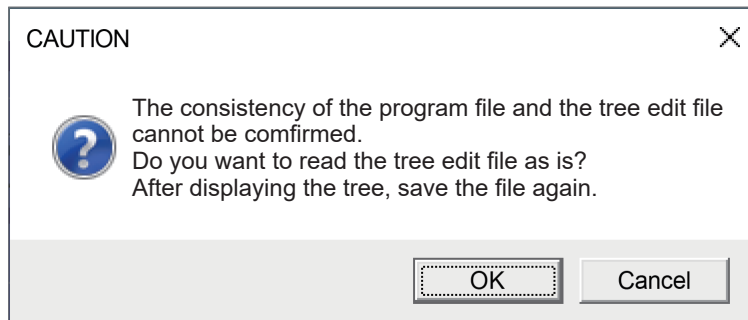 CAUTION
The consistency of the program file and the tree edit file
cannot be comfirmed.
Do you want to read the tree edit file as is?
After displaying the tree, save the file again.
OK
Cancel